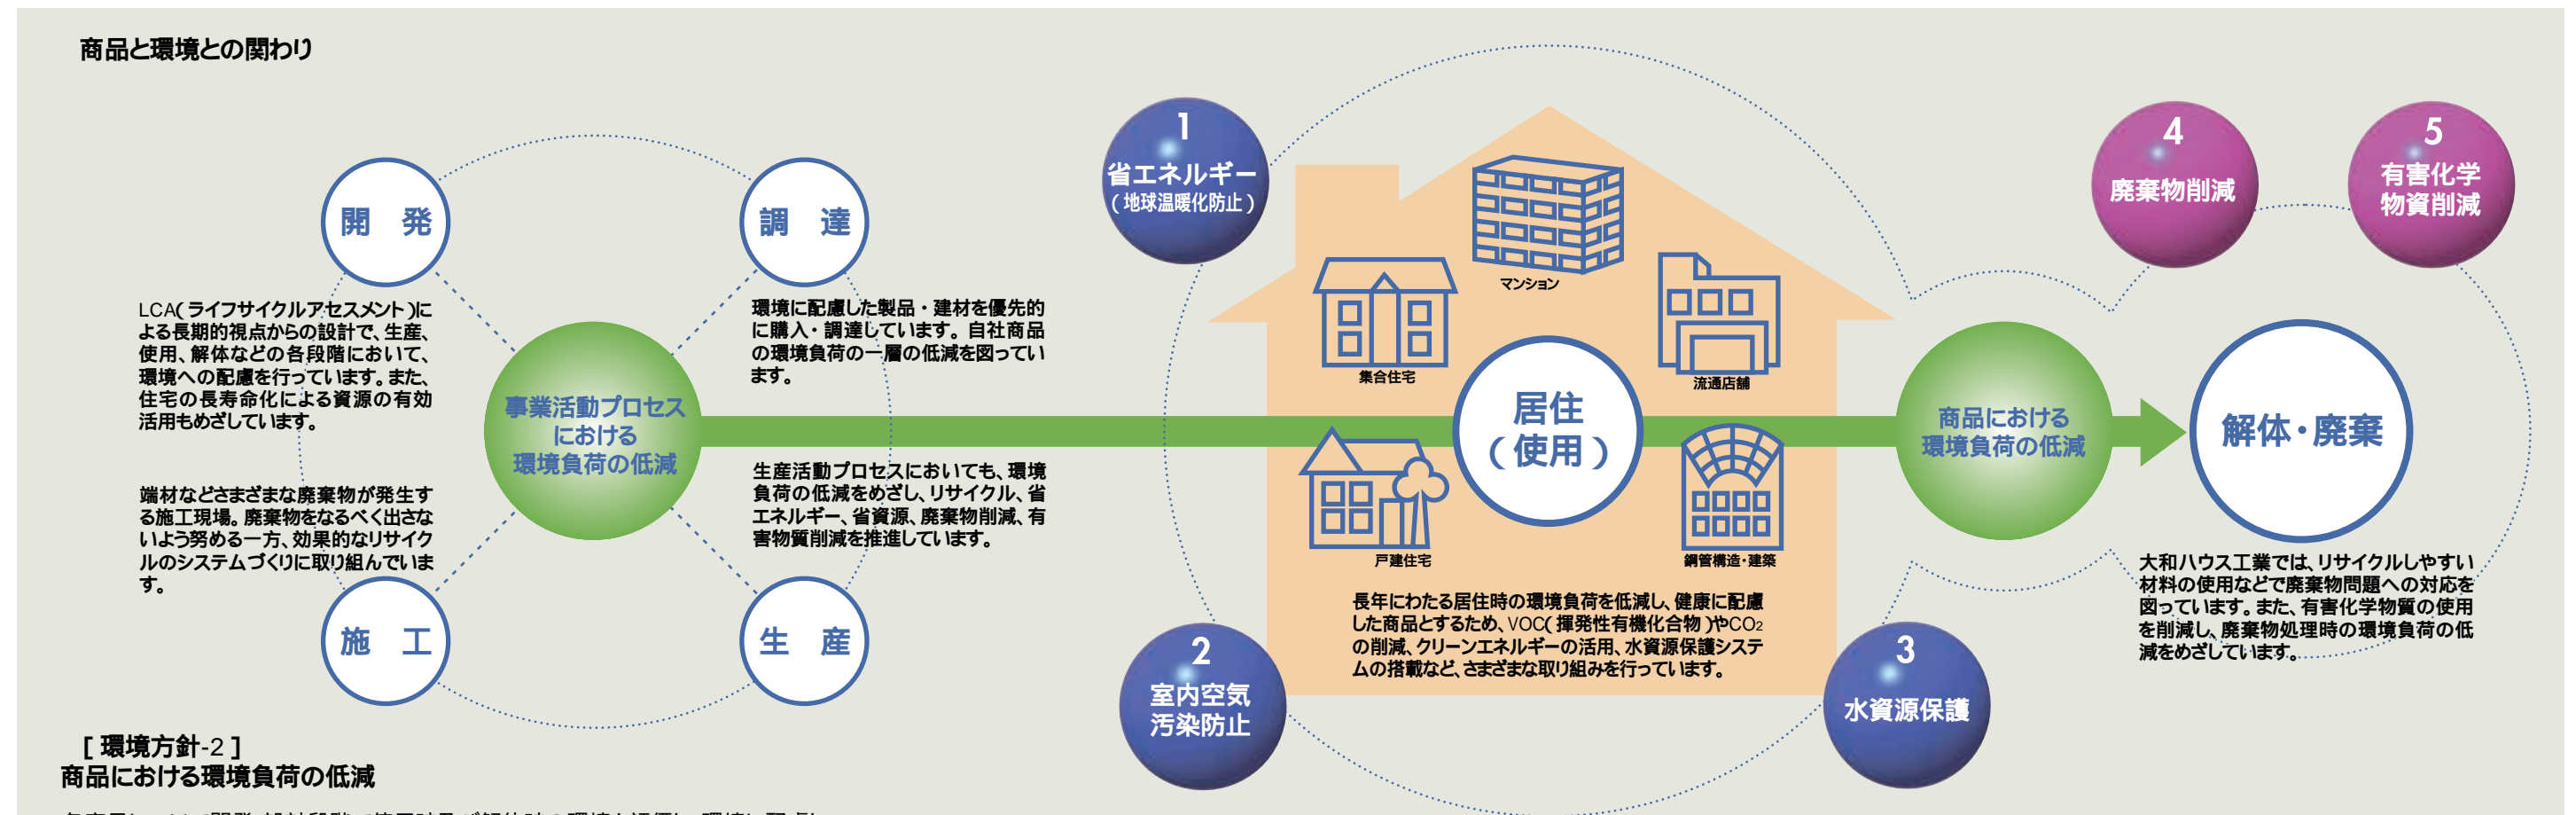 商品と環境との関わり
開 発
調 達
LCA(ライフサイクルアセスメント)に
よる長期的視点からの設計で、生産、
使用、解体などの各段階において、
環境への配慮を行っています。また、
住宅の長寿命化による資源の有効
活用もめざしています。
環境に配慮した製品・建材を優先的
に購入・調達しています。自社商品
の環境負荷の一層の低減を図ってい
ます。
事業活動プロセス
における
環境負荷の低減
端材などさまざまな廃棄物が発生す
る施工現場。廃棄物をなるべく出さな
いよう努める一方、効果的なリサイク
ルのシステムづくりに取り組んでいま
す。
生産活動プロセスにおいても、環境
負荷の低減をめざし、リサイクル、省
エネルギー、省資源、廃棄物削減、有
害物質削減を推進しています。
施 工
生 産
1
省エネルギー
(地球温暖化防止)
マンション
集合住宅
流通店舗
居住
(使用)
戸建住宅
鋼管構造・建築
長年にわたる居住時の環境負荷を低減し、健康に配慮
した商品とするため、VOC(揮発性有機化合物)やCO2
の削減、クリーンエネルギーの活用、水資源保護システ
ムの搭載など、さまざまな取り組みを行っています。
2
室内空気
汚染防止
3
水資源保護
4
廃棄物削減
5
有害化学
物資削減
商品における
環境負荷の低減
解体・廃棄
大和ハウス工業では、リサイクルしやすい
材料の使用などで廃棄物問題への対応を
図っています。また、有害化学物質の使用
を削減し、廃棄物処理時の環境負荷の低
減をめざしています。
[環境方針-2]
商品における環境負荷の低減